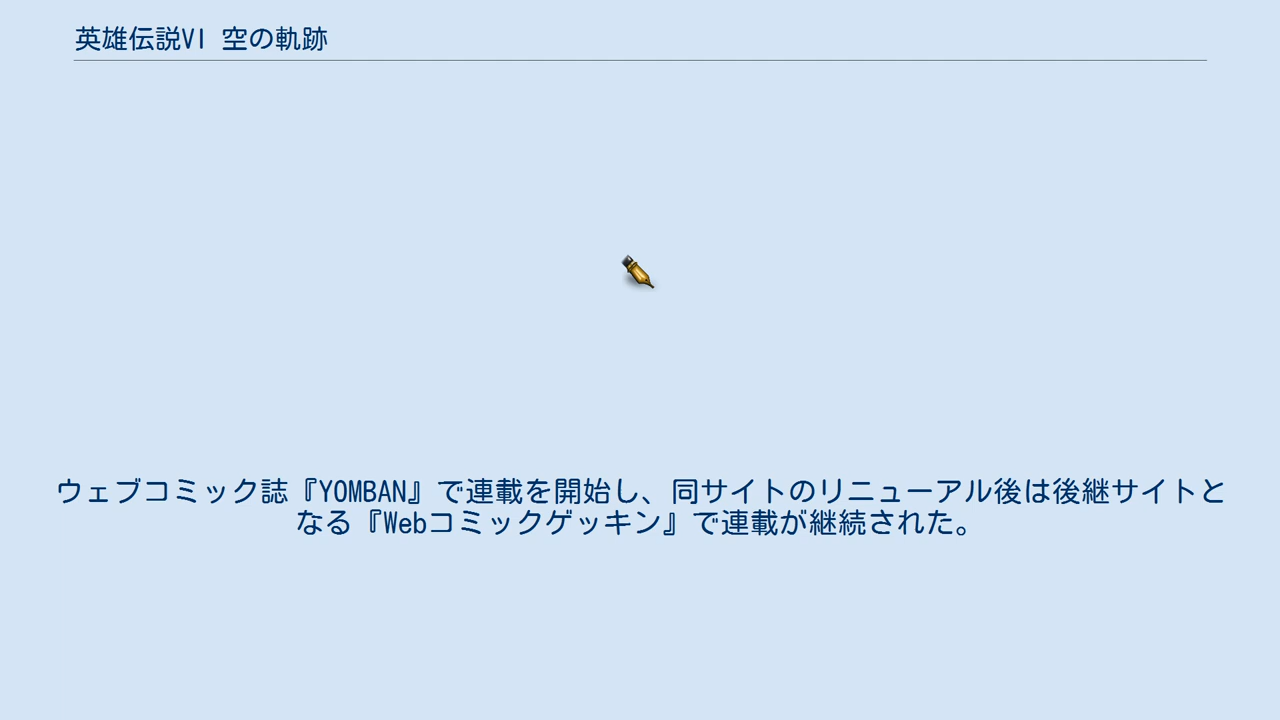 英雄伝説VI 空の軌跡
ウェブコミック誌『YOMBAN』で連載を開始し、同サイトのリニューアル後は後継サイトと
なる『Webコミックゲッキン』で連載が継続された。